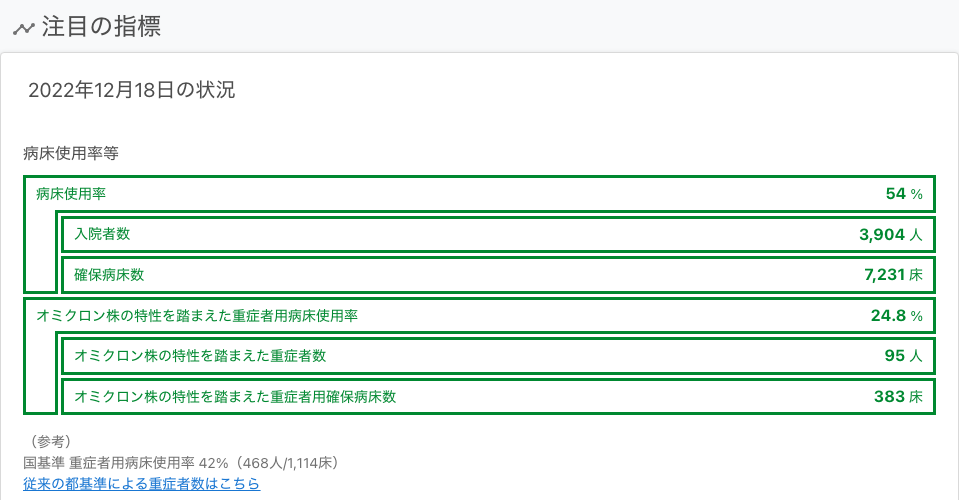 注目の指標
2022年12月18日の状況
病床使用率等
病床使用率 54 %
入院者数 3,904 人
確保病床数 7,231 床
オミクロン株の特性を踏まえた重症者用病床使用率 24.8 %
オミクロン株の特性を踏まえた重症者数 95 人
オミクロン株の特性を踏まえた重症者用確保病床数 383 床
（参考）
国基準 重症者用病床使用率 42%（468人/1,114床）
従来の都基準による重症者数はこちら